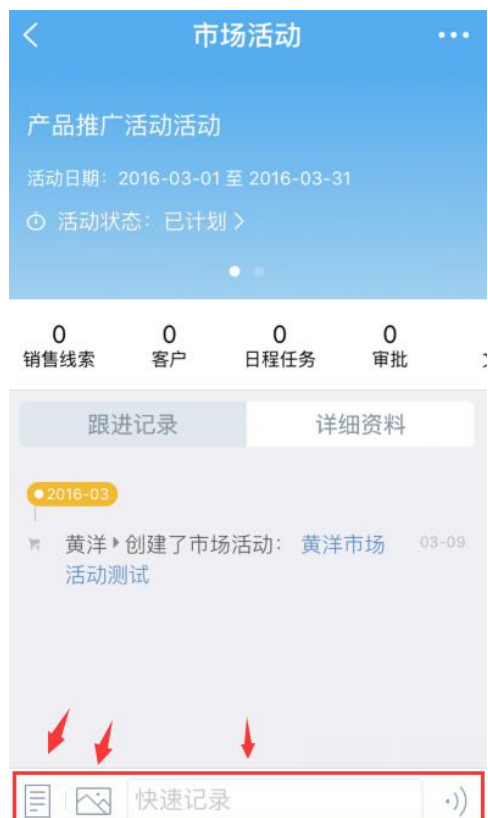 市场活动
产品推广活动活动
活动日期：2016-03-01 至 2016-03-31
活动状态：已计划
0 0 0 0
销售线索 客户 日程任务 审批
跟进记录 详细资料
2016-03
黄洋 创建了市场活动： 黄洋市场 03-09
活动测试
快速记录